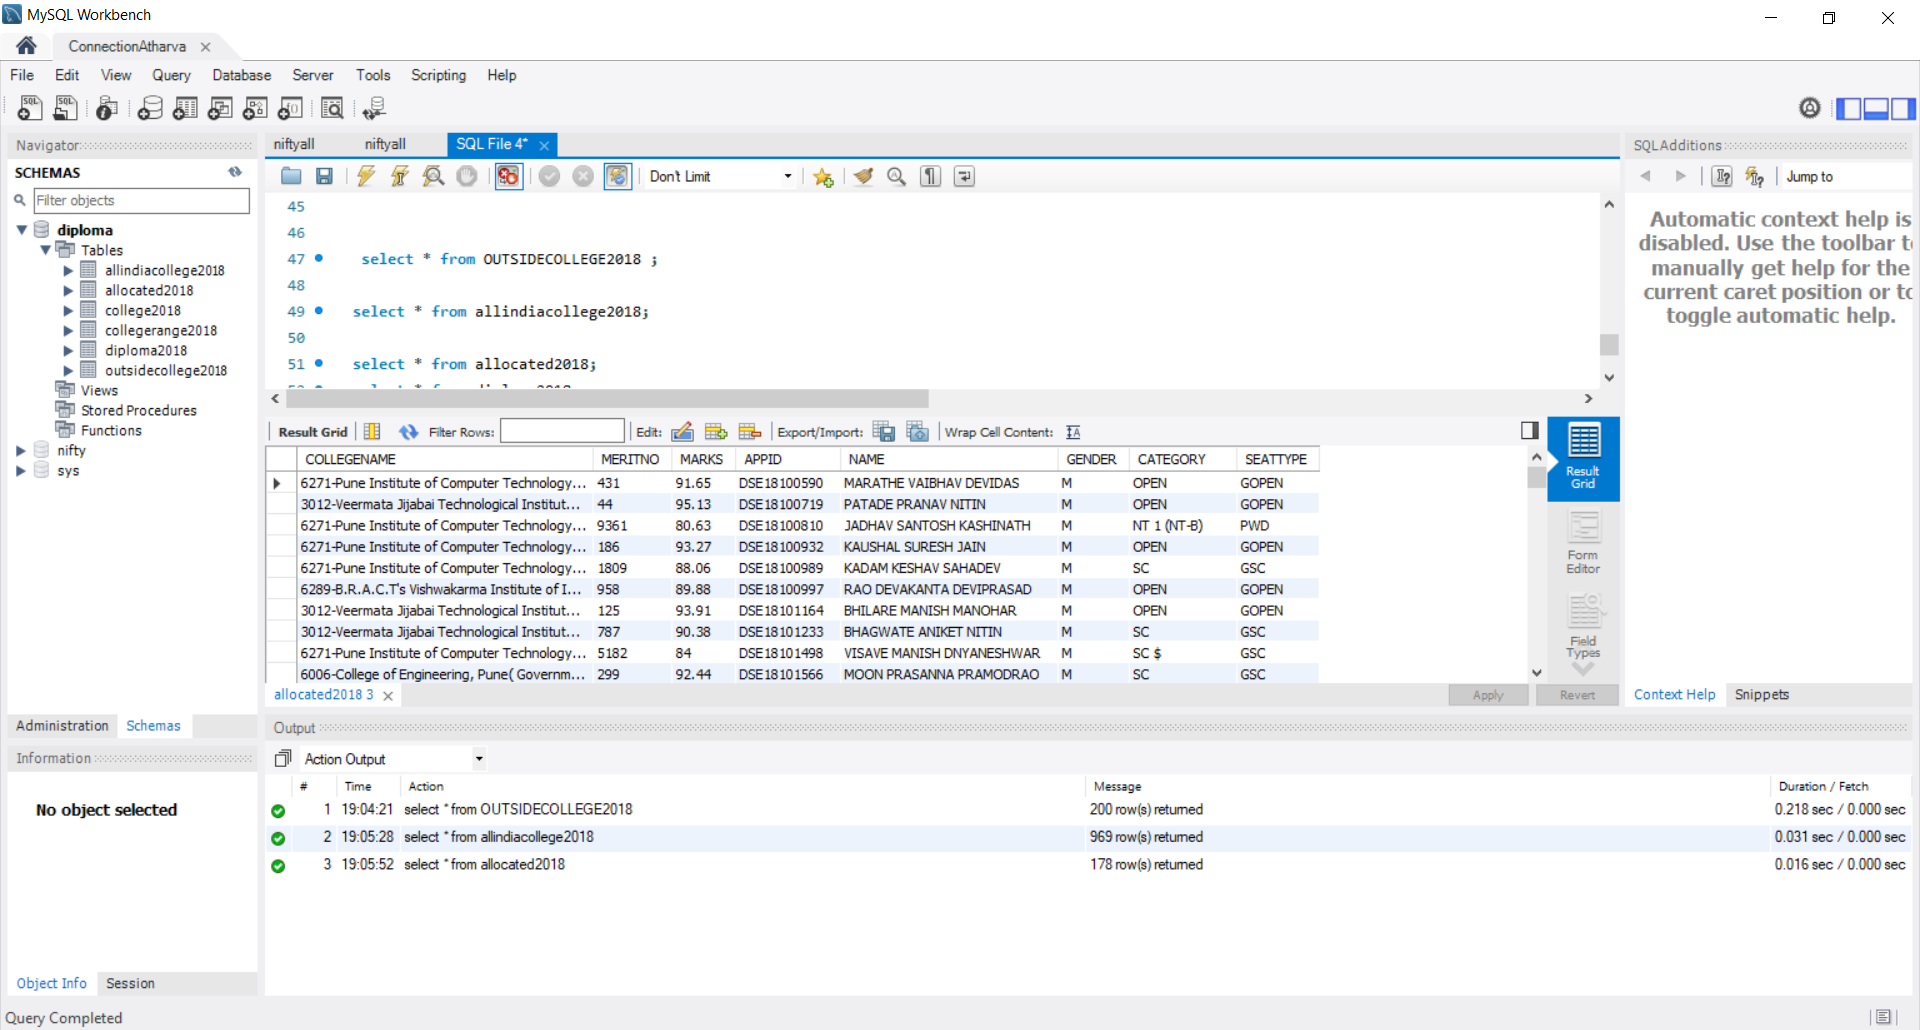 MySQL Workbench
ConnectionAtharva
File Edit View Query Database Server Tools Scripting Help
Navigator
SCHEMAS
Filter objects
diploma
Tables
allindiacollege2018
allocated2018
college2018
collegerange2018
diploma2018
outsidecollege2018
Views
Stored Procedures
Functions
nifty
sys
Administration Schemas
Information
No object selected
Object Info Session
niftyall niftyall SQL File 4*
Don't Limit
45
46
47 select * from OUTSIDECOLLEGE2018 ;
48
49 select * from allindiacollege2018;
50
51 select * from allocated2018;
Result Grid Filter Rows: Edit: Export/Import: Wrap Cell Content:
COLLEGENAME MERITNO MARKS APPID NAME GENDER CATEGORY SEATTYPE
6271-Pune Institute of Computer Technology... 431 91.65 DSE18100590 MARATHE VAIBHAV DEVIDAS M OPEN GOPEN
3012-Veermata Jijabai Technological Institut... 44 95.13 DSE18100719 PATADE PRANAV NITIN M OPEN GOPEN
6271-Pune Institute of Computer Technology... 9361 80.63 DSE18100810 JADHAV SANTOSH KASHINATH M NT 1 (NT-B) PWD
6271-Pune Institute of Computer Technology... 186 93.27 DSE18100932 KAUSHAL SURESH JAIN M OPEN GOPEN
6271-Pune Institute of Computer Technology... 1809 88.06 DSE18100989 KADAM KESHAV SAHADEV M SC GSC
6289-B.R.A.C.T's Vishwakarma Institute of I... 958 89.88 DSE18100997 RAO DEVAKANTA DEVIPRASAD M OPEN GOPEN
3012-Veermata Jijabai Technological Institut... 125 93.91 DSE18101164 BHILARE MANISH MANOHAR M OPEN GOPEN
3012-Veermata Jijabai Technological Institut... 787 90.38 DSE18101233 BHAGWATE ANIKET NITIN M SC GSC
6271-Pune Institute of Computer Technology... 5182 84 DSE18101498 VISAVE MANISH DNYANESHWAR M SC $ GSC
6006-College of Engineering, Pune( Governm... 299 92.44 DSE18101566 MOON PRASANNA PRAMODRAO M SC GSC
allocated2018 3
Apply Revert
Result
Grid
Form
Editor
Field
Types
SQLAdditions
Jump to
Automatic context help is
disabled. Use the toolbar t
manually get help for the
current caret position or to
toggle automatic help.
Context Help Snippets
Output
Action Output
# Time Action Message Duration / Fetch
1 19:04:21 select * from OUTSIDECOLLEGE2018 200 row(s) returned 0.218 sec / 0.000 sec
2 19:05:28 select * from allindiacollege2018 969 row(s) returned 0.031 sec / 0.000 sec
3 19:05:52 select * from allocated2018 178 row(s) returned 0.016 sec / 0.000 sec
Query Completed